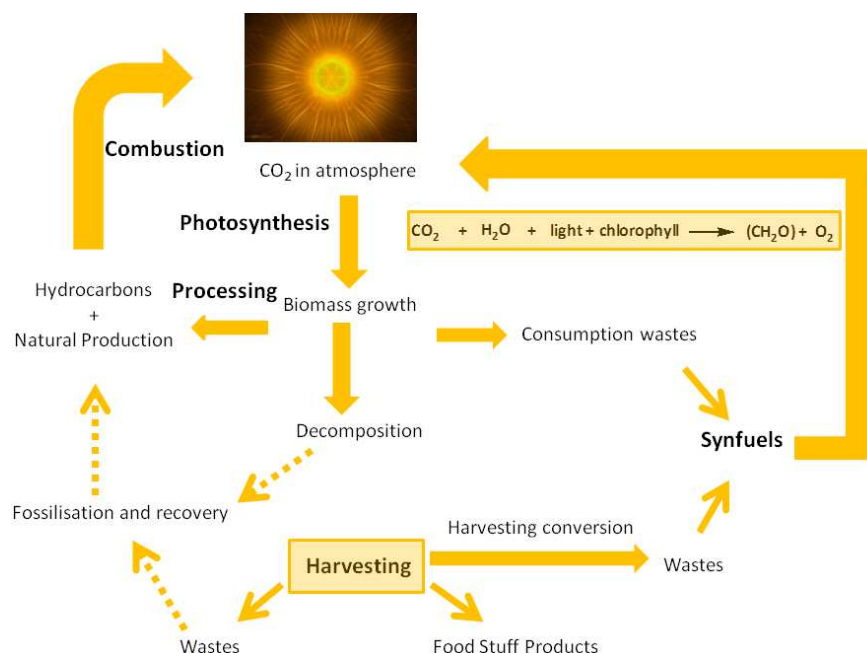 Combustion
CO₂ in atmosphere
Photosynthesis
CO₂ + H₂O + light + chlorophyll ⟶ (CH₂O) + O₂
Hydrocarbons
+
Natural Production
Processing
Biomass growth
Consumption wastes
Decomposition
Synfuels
Fossilisation and recovery
Harvesting conversion
Harvesting
Wastes
Wastes
Food Stuff Products